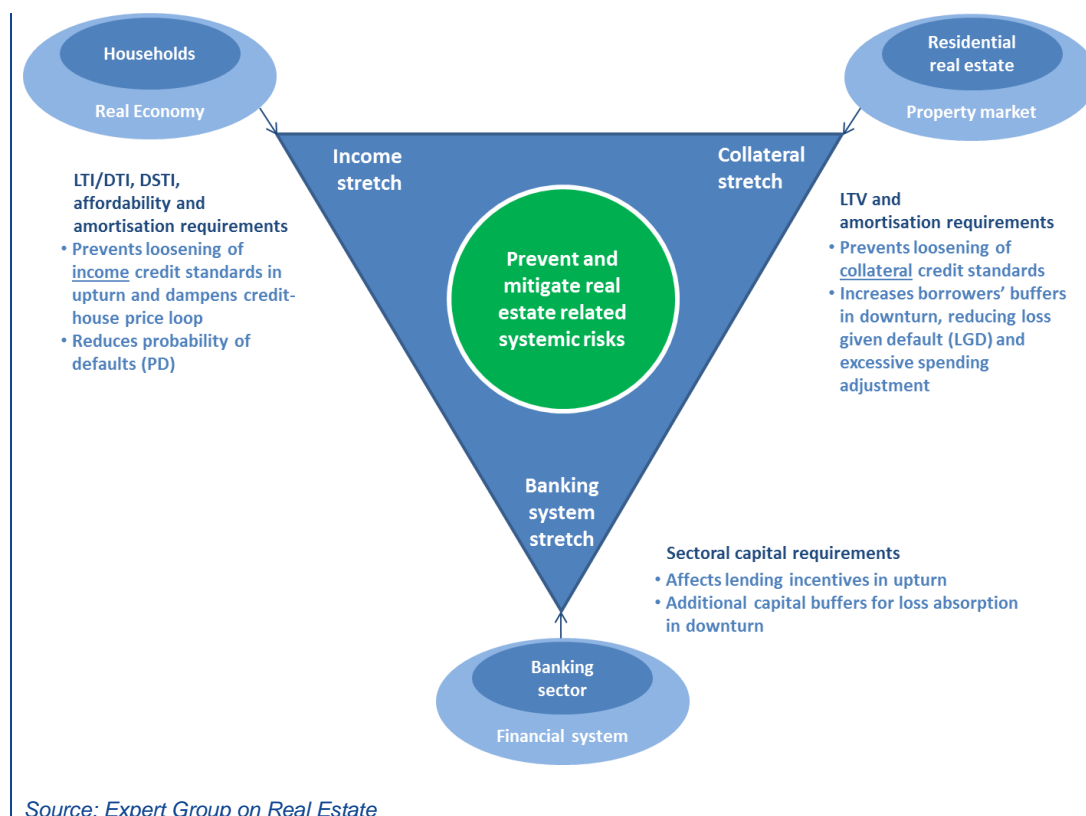 Households
Real Economy
Residential
real estate
Property market
Income
stretch
Collateral
stretch
LTI/DTI, DSTI,
affordability and
amortisation requirements
• Prevents loosening of
income credit standards in
upturn and dampens credit-
house price loop
• Reduces probability of
defaults (PD)
Prevent and
mitigate real
estate related
systemic risks
LTV and
amortisation requirements
• Prevents loosening of
collateral credit standards
• Increases borrowers’ buffers
in downturn, reducing loss
given default (LGD) and
excessive spending
adjustment
Banking
system
stretch
Sectoral capital requirements
• Affects lending incentives in upturn
• Additional capital buffers for loss absorption
in downturn
Banking
sector
Financial system
Source: Expert Group on Real Estate